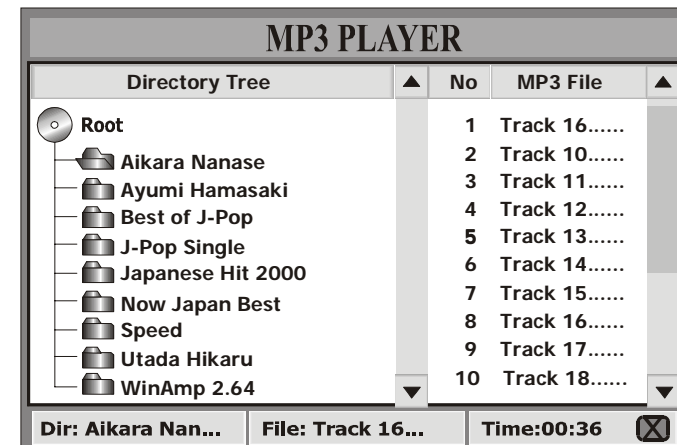 MP3 PLAYER
Directory Tree
Root
Aikara Nanase
Ayumi Hamasaki
Best of J-Pop
J-Pop Single
Japanese Hit 2000
Now Japan Best
Speed
Utada Hikaru
WinAmp 2.64
No MP3 File
1 Track 16......
2 Track 10......
3 Track 11......
4 Track 12......
5 Track 13......
6 Track 14......
7 Track 15......
8 Track 16......
9 Track 17......
10 Track 18......
Dir: Aikara Nan...
File: Track 16...
Time:00:36